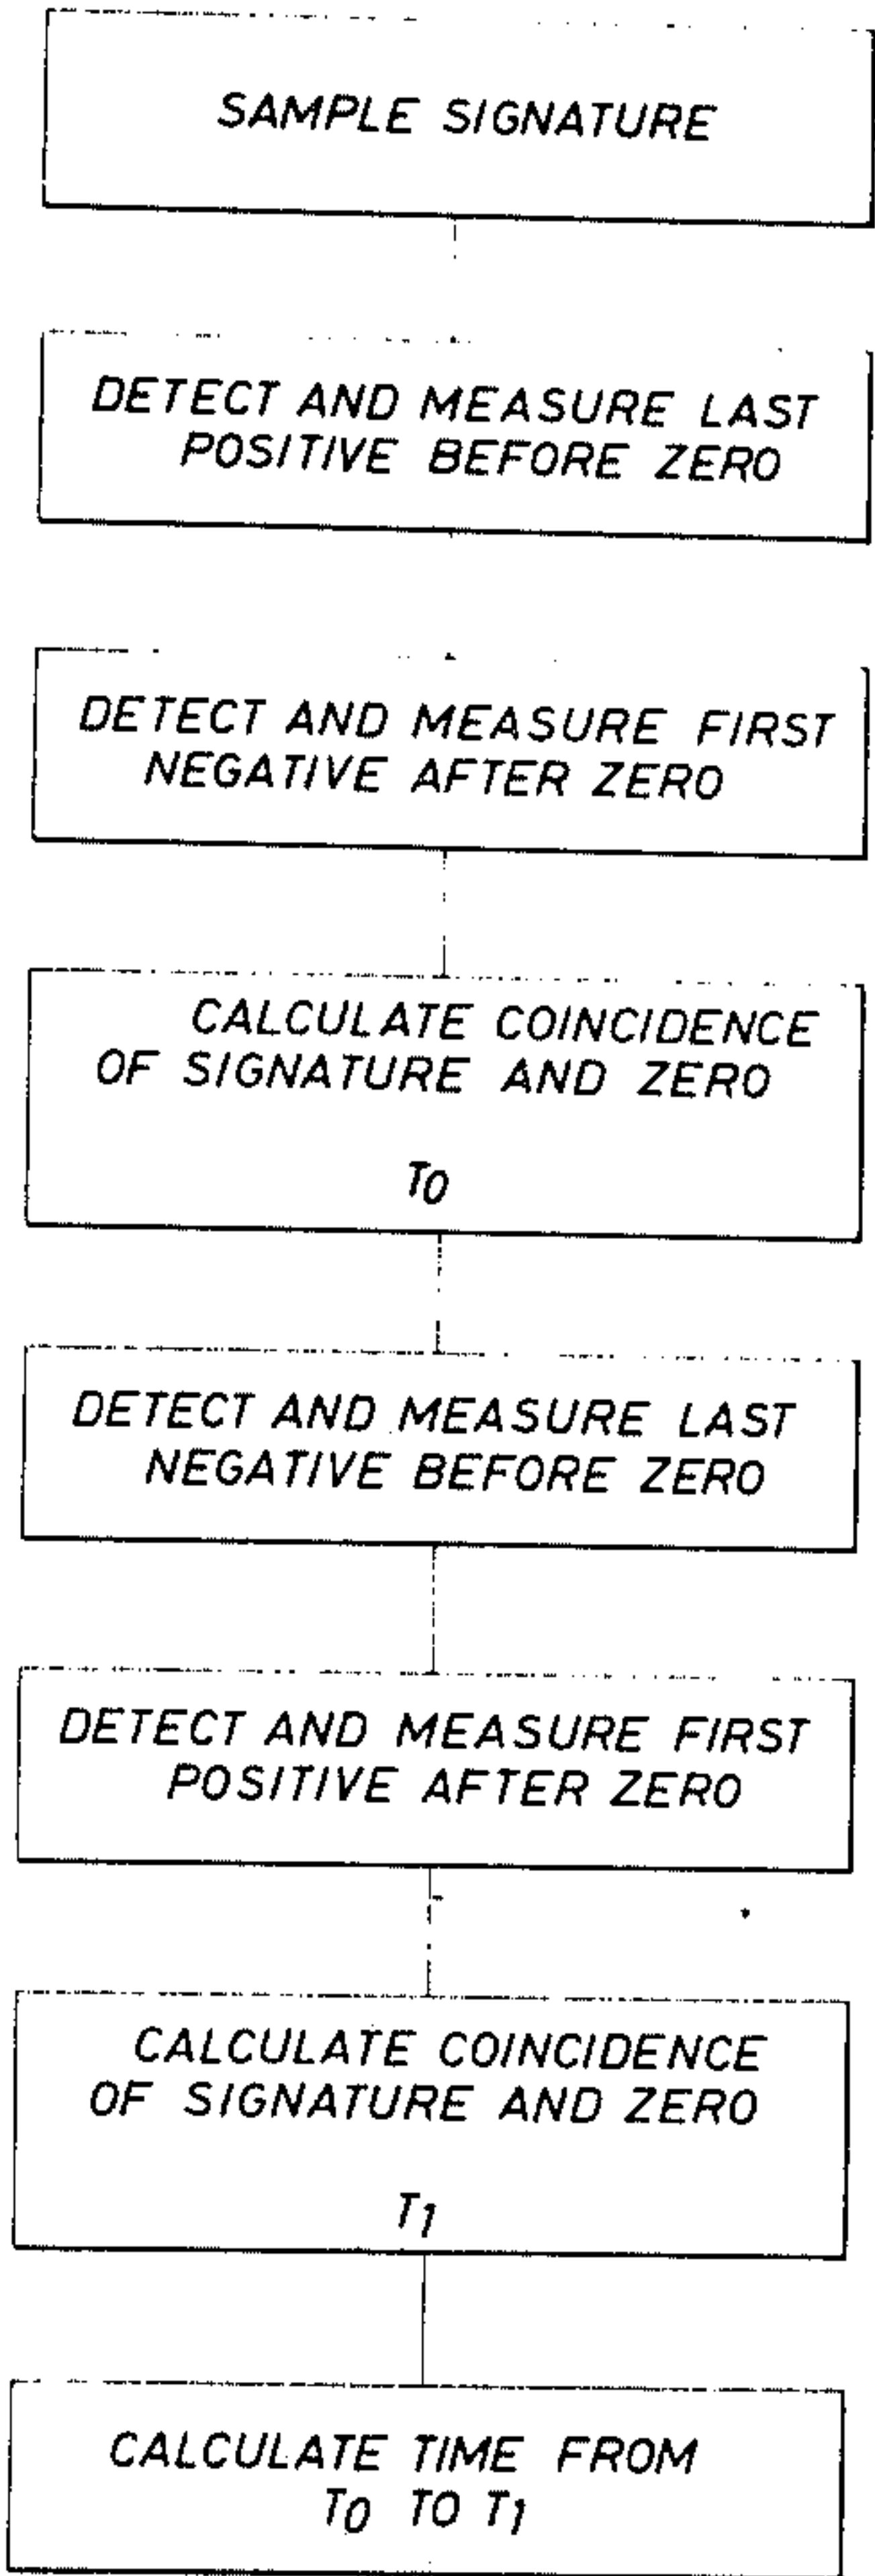 SAMPLE SIGNATURE
DETECT AND MEASURE LAST
POSITIVE BEFORE ZERO
DETECT AND MEASURE FIRST
NEGATIVE AFTER ZERO
CALCULATE COINCIDENCE
OF SIGNATURE AND ZERO
T0
DETECT AND MEASURE LAST
NEGATIVE BEFORE ZERO
DETECT AND MEASURE FIRST
POSITIVE AFTER ZERO
CALCULATE COINCIDENCE
OF SIGNATURE AND ZERO
T1
CALCULATE TIME FROM
T0 TO T1